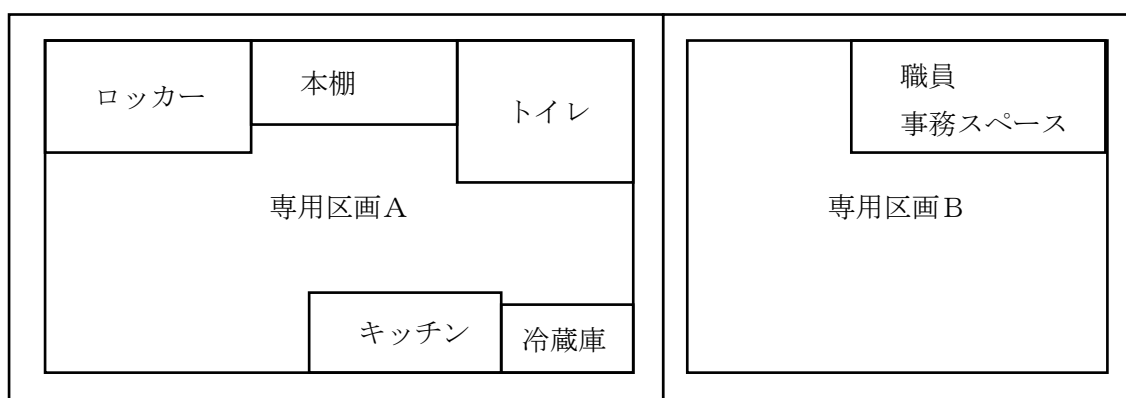 ロッカー
本棚
トイレ
職員
事務スペース
専用区画A
専用区画B
キッチン
冷蔵庫